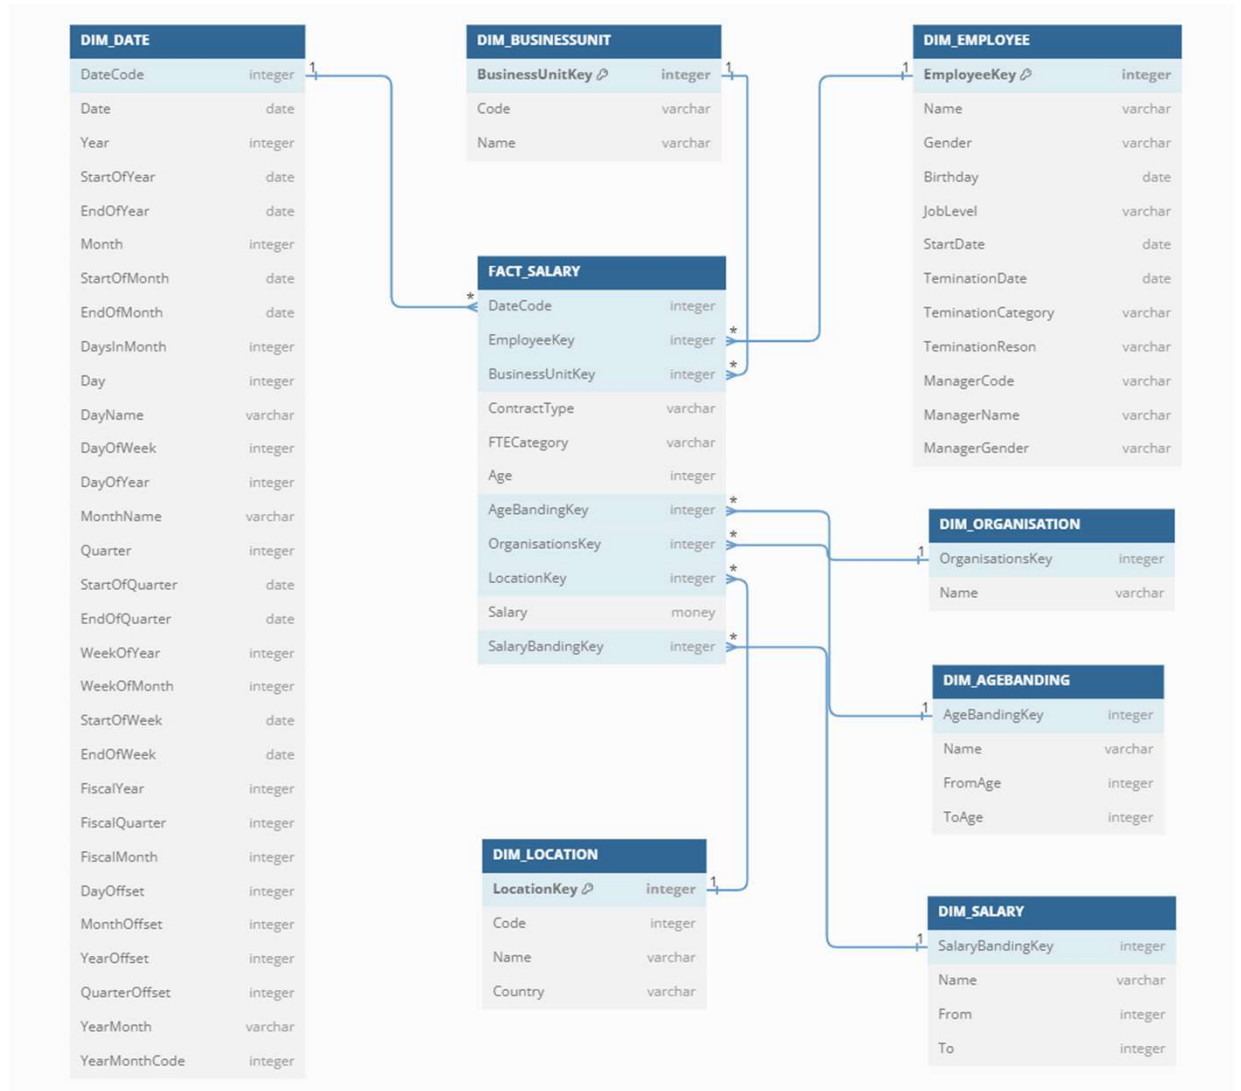 DIM_DATE
DateCode integer 1
Date date
Year integer
StartOfYear date
EndOfYear date
Month integer
StartOfMonth date
EndOfMonth date
DaysInMonth integer
Day integer
DayName varchar
DayOfWeek integer
DayOfYear integer
MonthName varchar
Quarter integer
StartOfQuarter date
EndOfQuarter date
WeekOfYear integer
WeekOfMonth integer
StartOfWeek date
EndOfWeek date
FiscalYear integer
FiscalQuarter integer
FiscalMonth integer
DayOffset integer
MonthOffset integer
YearOffset integer
QuarterOffset integer
YearMonth varchar
YearMonthCode integer
DIM_BUSINESSUNIT
BusinessUnitKey integer 1
Code varchar
Name varchar
FACT_SALARY
* DateCode integer
EmployeeKey integer *
BusinessUnitKey integer *
ContractType varchar
FTECategory varchar
Age integer
AgeBandingKey integer *
OrganisationsKey integer *
LocationKey integer *
Salary money
SalaryBandingKey integer *
DIM_LOCATION
LocationKey integer 1
Code integer
Name varchar
Country varchar
DIM_EMPLOYEE
1 EmployeeKey integer
Name varchar
Gender varchar
Birthday date
JobLevel varchar
StartDate date
TeminationDate date
TeminationCategory varchar
TeminationReson varchar
ManagerCode varchar
ManagerName varchar
ManagerGender varchar
DIM_ORGANISATION
1 OrganisationsKey integer
Name varchar
DIM_AGEBANDING
1 AgeBandingKey integer
Name varchar
FromAge integer
ToAge integer
DIM_SALARY
1 SalaryBandingKey integer
Name varchar
From integer
To integer